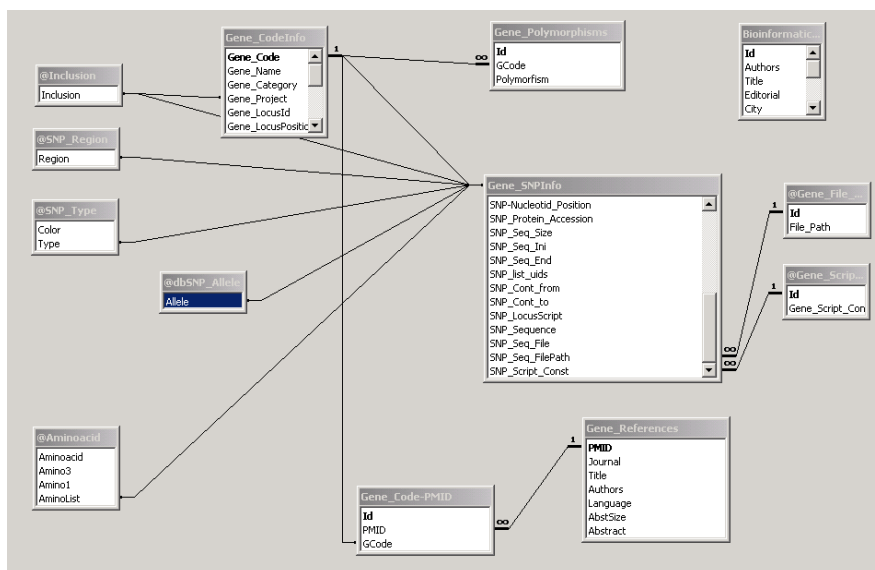 Gene_CodeInfo
Gene_Code
Gene_Name
Gene_Category
Gene_Project
Gene_LocusId
Gene_LocusPositic
1
∞
Gene_Polymorphisms
Id
GCode
Polymorfism
Bioinformatic...
Id
Authors
Title
Editorial
City
@Inclusion
Inclusion
@SNP_Region
Region
@SNP_Type
Color
Type
@dbSNP_Allele
Allele
Gene_SNPInfo
SNP-Nucleotid_Position
SNP_Protein_Accession
SNP_Seq_Size
SNP_Seq_Ini
SNP_Seq_End
SNP_list_uids
SNP_Cont_from
SNP_Cont_to
SNP_LocusScript
SNP_Sequence
SNP_Seq_File
SNP_Seq_FilePath
SNP_Script_Const
∞
∞
1
@Gene_File_...
Id
File_Path
1
@Gene_Scrip...
Id
Gene_Script_Con
@Aminoacid
Aminoacid
Amino3
Amino1
AminoList
Gene_Code-PMID
Id
PMID
GCode
∞
1
Gene_References
PMID
Journal
Title
Authors
Language
AbstSize
Abstract